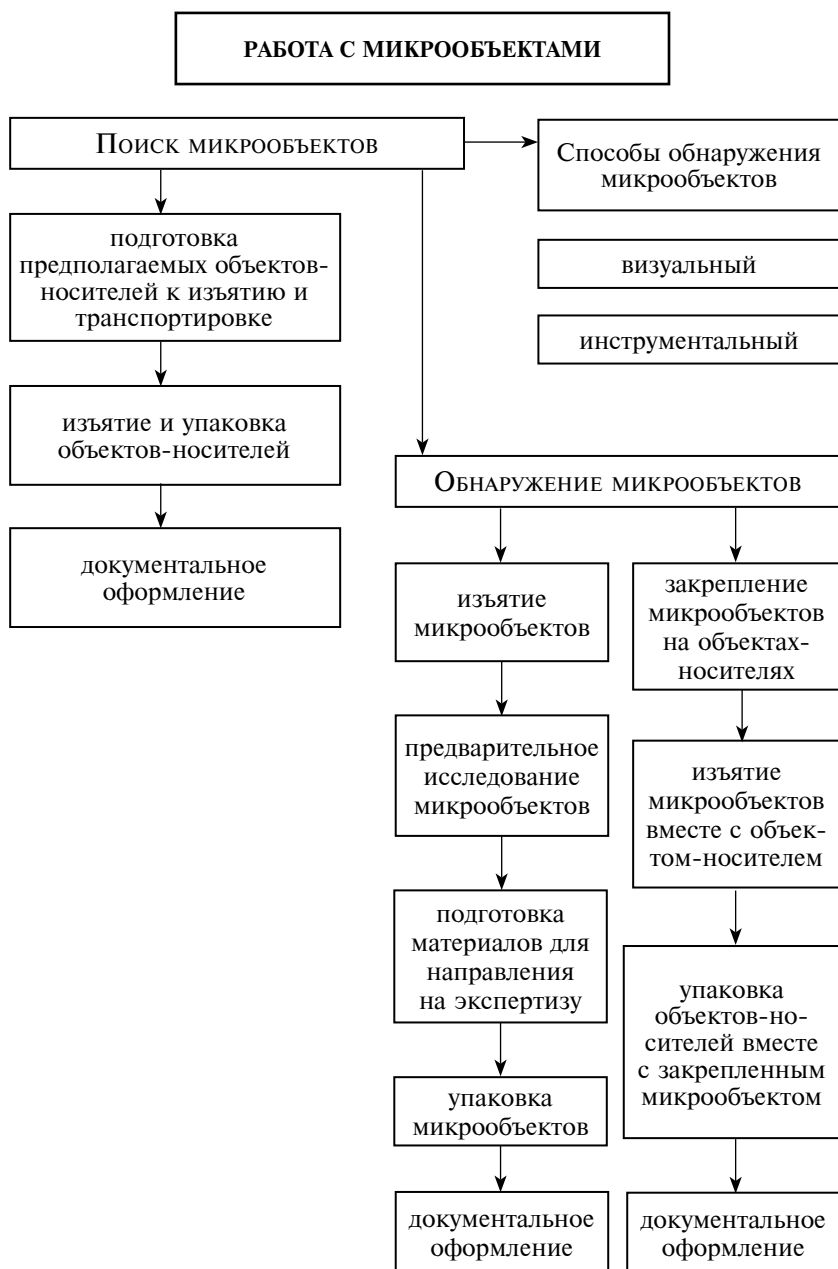 РАБОТА С МИКРООБЪЕКТАМИ
ПОИСК МИКРООБЪЕКТОВ
Способы обнаружения
микрообъектов
визуальный
инструментальный
подготовка
предполагаемых объектов-
носителей к изъятию и
транспортировке
изъятие и упаковка
объектов-носителей
документальное
оформление
ОБНАРУЖЕНИЕ МИКРООБЪЕКТОВ
изъятие
микрообъектов
предварительное
исследование
микрообъектов
подготовка
материалов для
направления
на экспертизу
упаковка
микрообъектов
документальное
оформление
закрепление
микрообъектов
на объектах-
носителях
изъятие
микрообъектов
вместе с объек-
том-носителем
упаковка
объектов-но-
сителей вместе
с закрепленным
микрообъектом
документальное
оформление